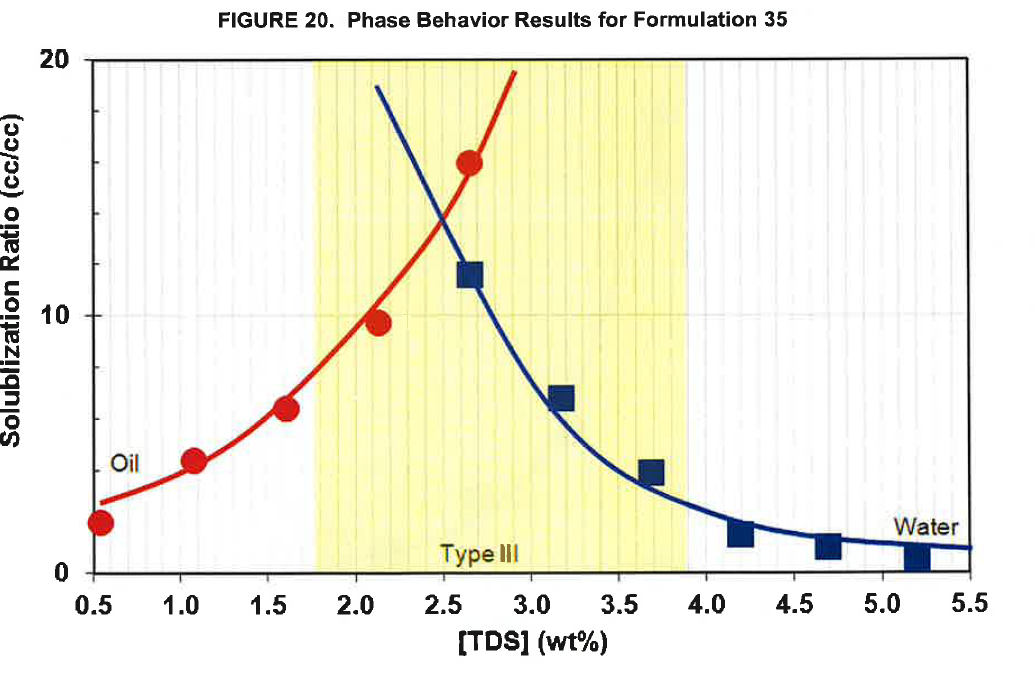 FIGURE 20. Phase Behavior Results for Formulation 35
20
10
0
Solublization Ratio (cc/cc)
Oil
Water
Type III
0.5 1.0 1.5 2.0 2.5 3.0 3.5 4.0 4.5 5.0 5.5
[TDS] (wt%)